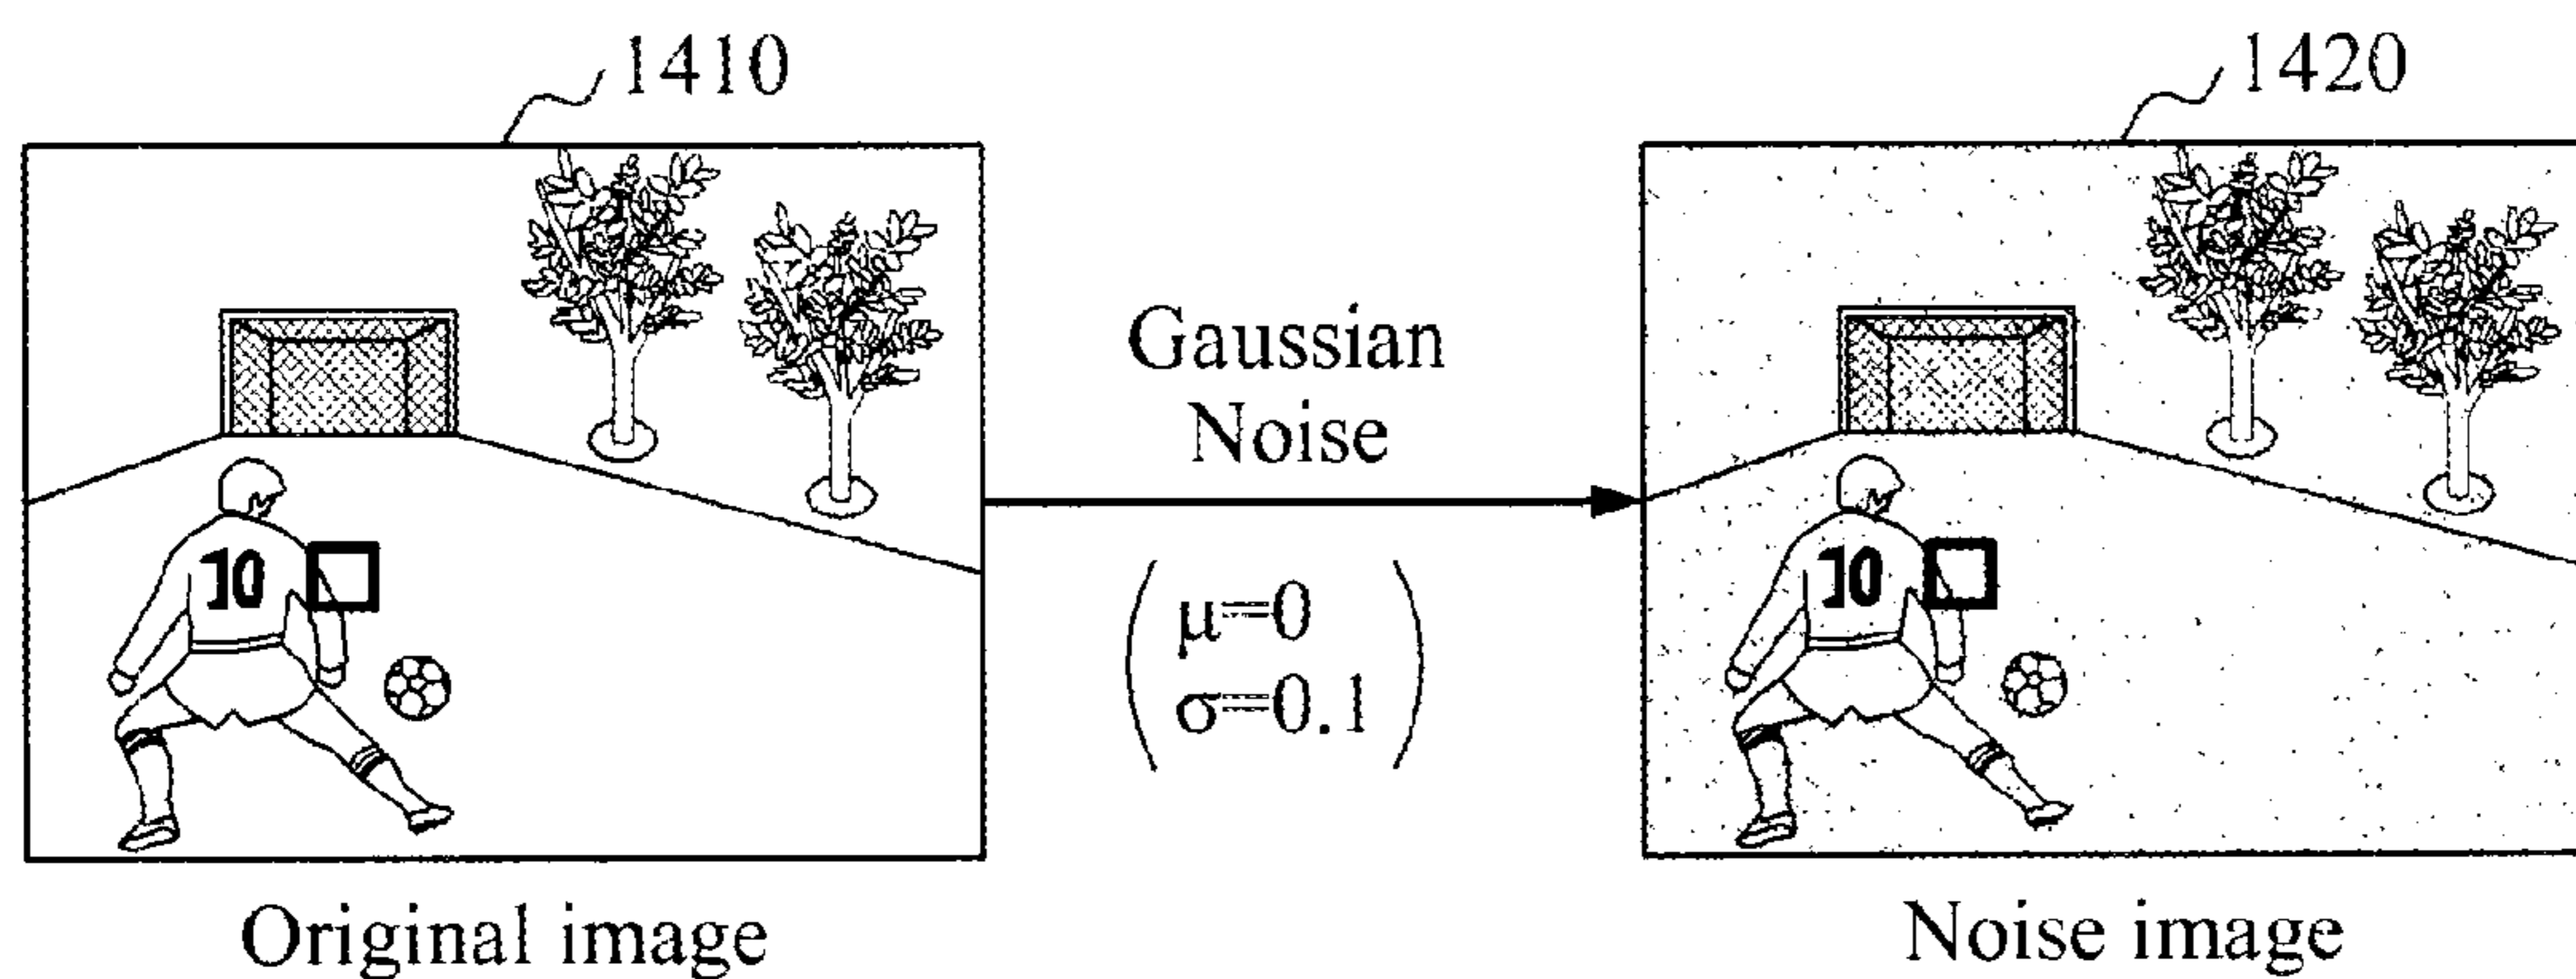 1410
1420
Gaussian
Noise
10
10
μ=0
σ=0.1
Original image
Noise image